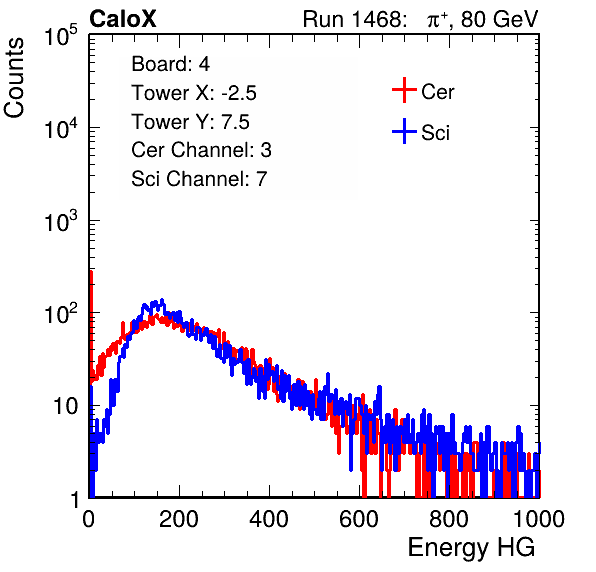 CaloX Run 1468: π⁺, 80 GeV
Counts
Board: 4
Tower X: -2.5
Tower Y: 7.5
Cer Channel: 3
Sci Channel: 7
Cer
Sci
10⁵
10⁴
10³
10²
10
1
0 200 400 600 800 1000
Energy HG